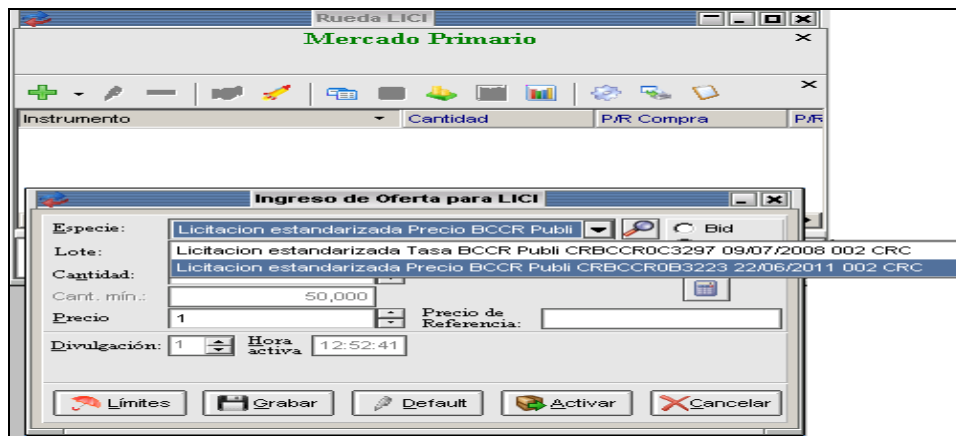 Rueda LICI
Mercado Primario
Instrumento Cantidad P/R Compra P/R
Ingreso de Oferta para LICI
Especie: Licitacion estandarizada Precio BCCR Publi Bid
Lote: Licitacion estandarizada Tasa BCCR Publi CRBCCR0C3297 09/07/2008 002 CRC
Licitacion estandarizada Precio BCCR Publi CRBCCR0B3223 22/06/2011 002 CRC
Cantidad:
Cant. mín.: 50,000
Precio 1 Precio de Referencia:
Divulgación: 1 Hora activa 12:52:41
Límites Grabar Default Activar Cancelar